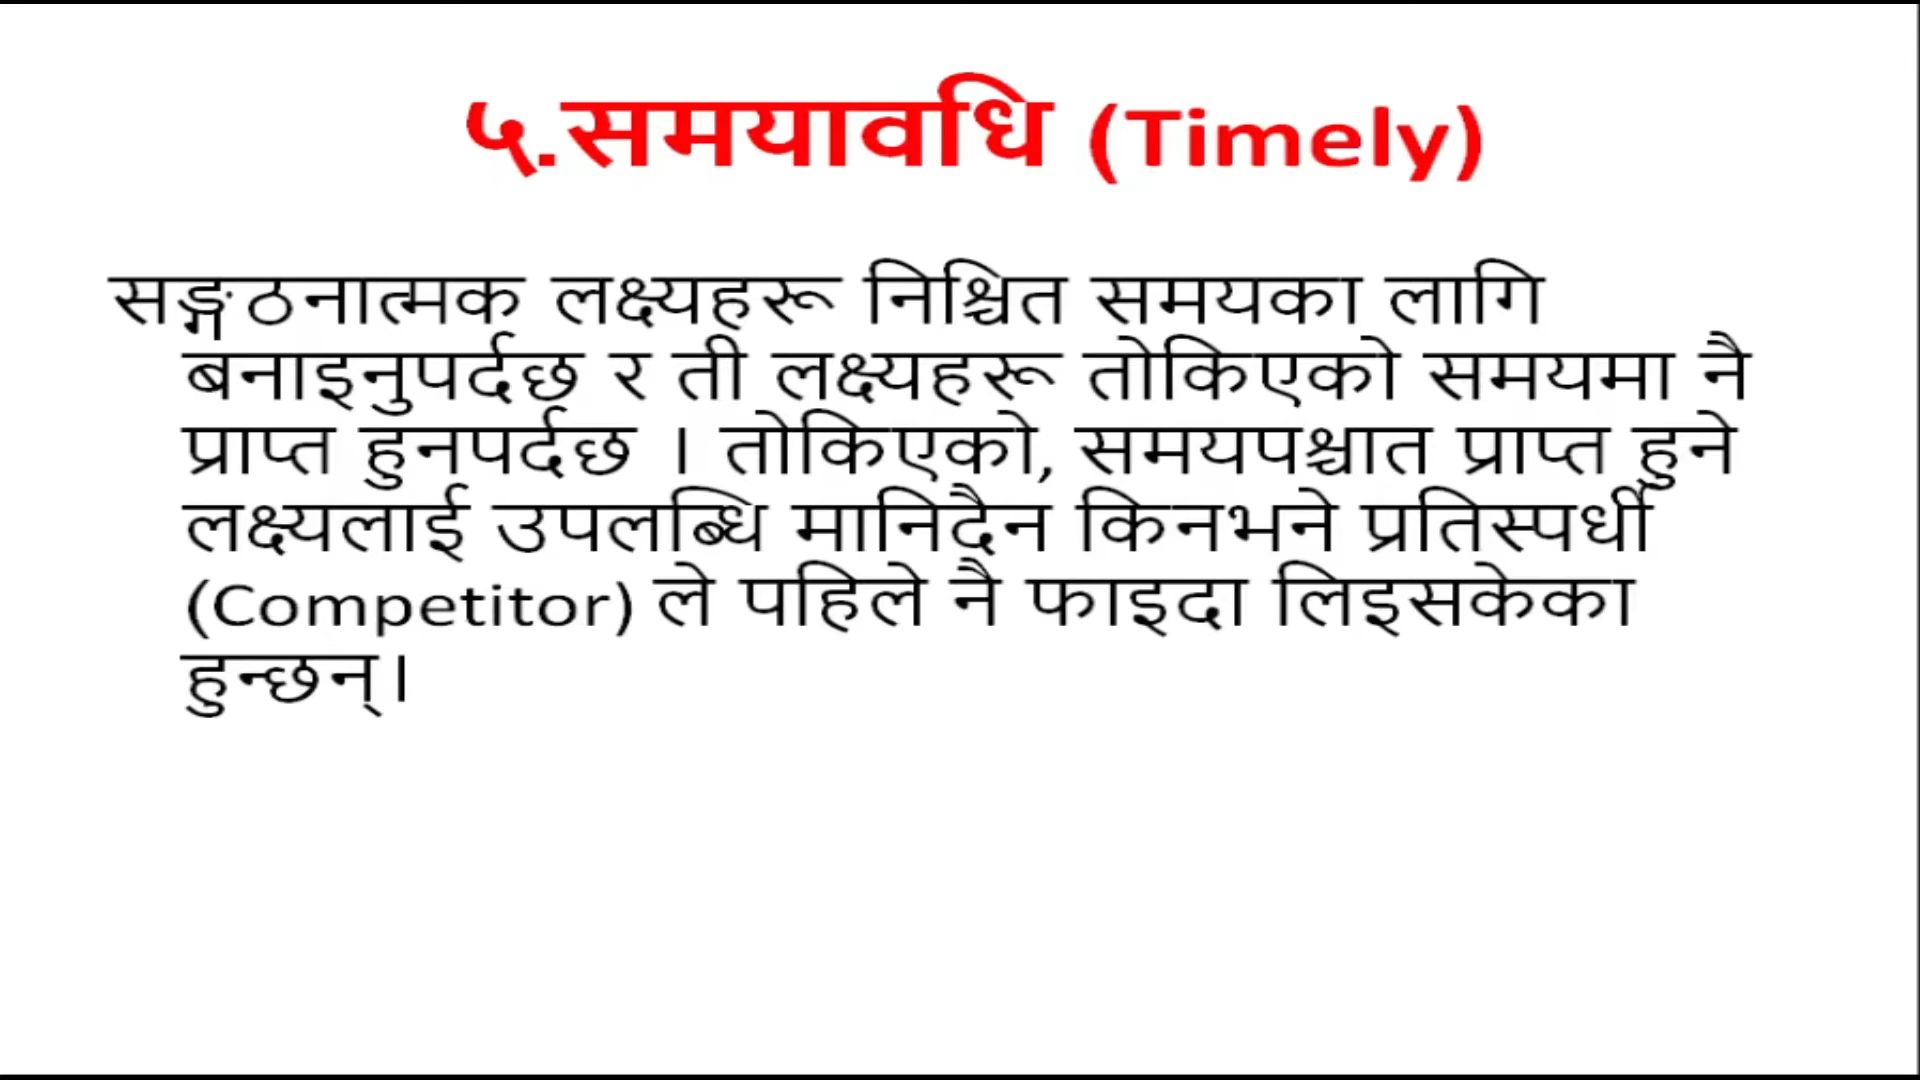 ५.समयावधि (Timely)
सङ्गठनात्मक लक्ष्यहरू निश्चित समयका लागि
बनाइनुपर्दछ र ती लक्ष्यहरू तोकिएको समयमा नै
प्राप्त हुनपर्दछ । तोकिएको, समयपश्चात प्राप्त हुने
लक्ष्यलाई उपलब्धि मानिदैन किनभने प्रतिस्पर्धी
(Competitor) ले पहिले नै फाइदा लिइसकेका
हुन्छन्।